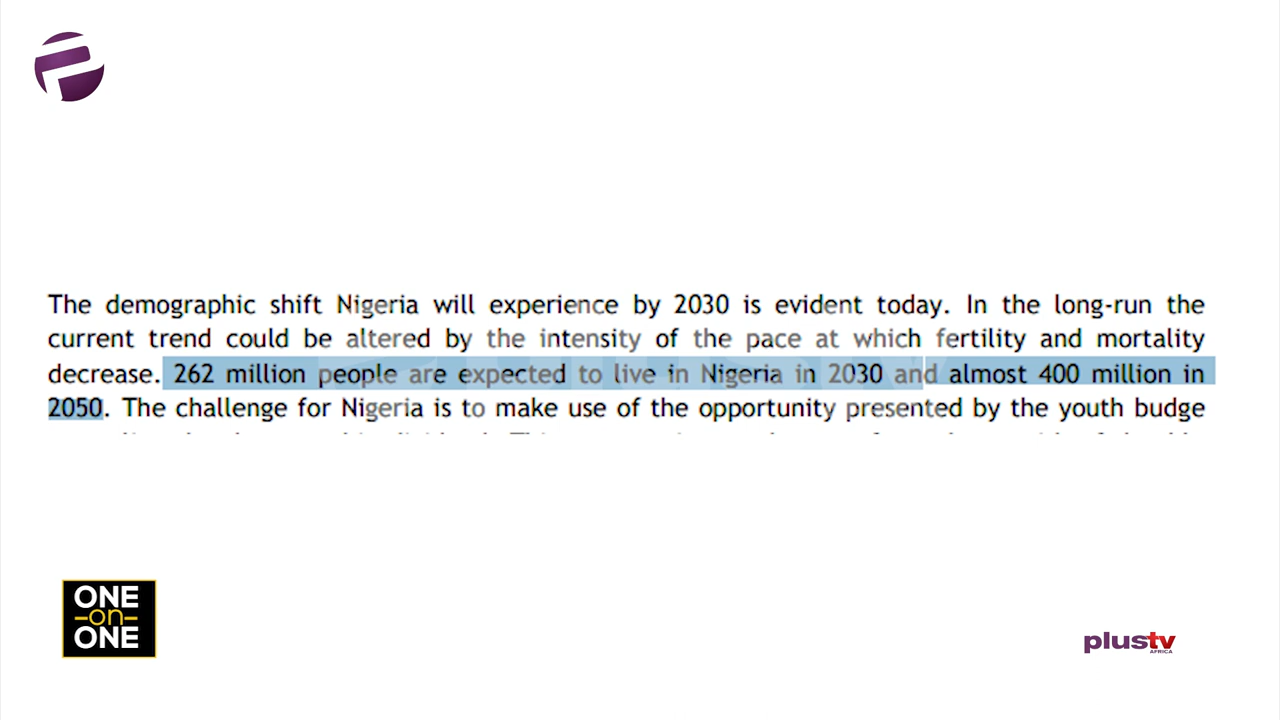 The demographic shift Nigeria will experience by 2030 is evident today. In the long-run the
current trend could be altered by the intensity of the pace at which fertility and mortality
decrease. 262 million people are expected to live in Nigeria in 2030 and almost 400 million in
2050. The challenge for Nigeria is to make use of the opportunity presented by the youth budge
ONE
-on-
ONE
plustv
AFRICA